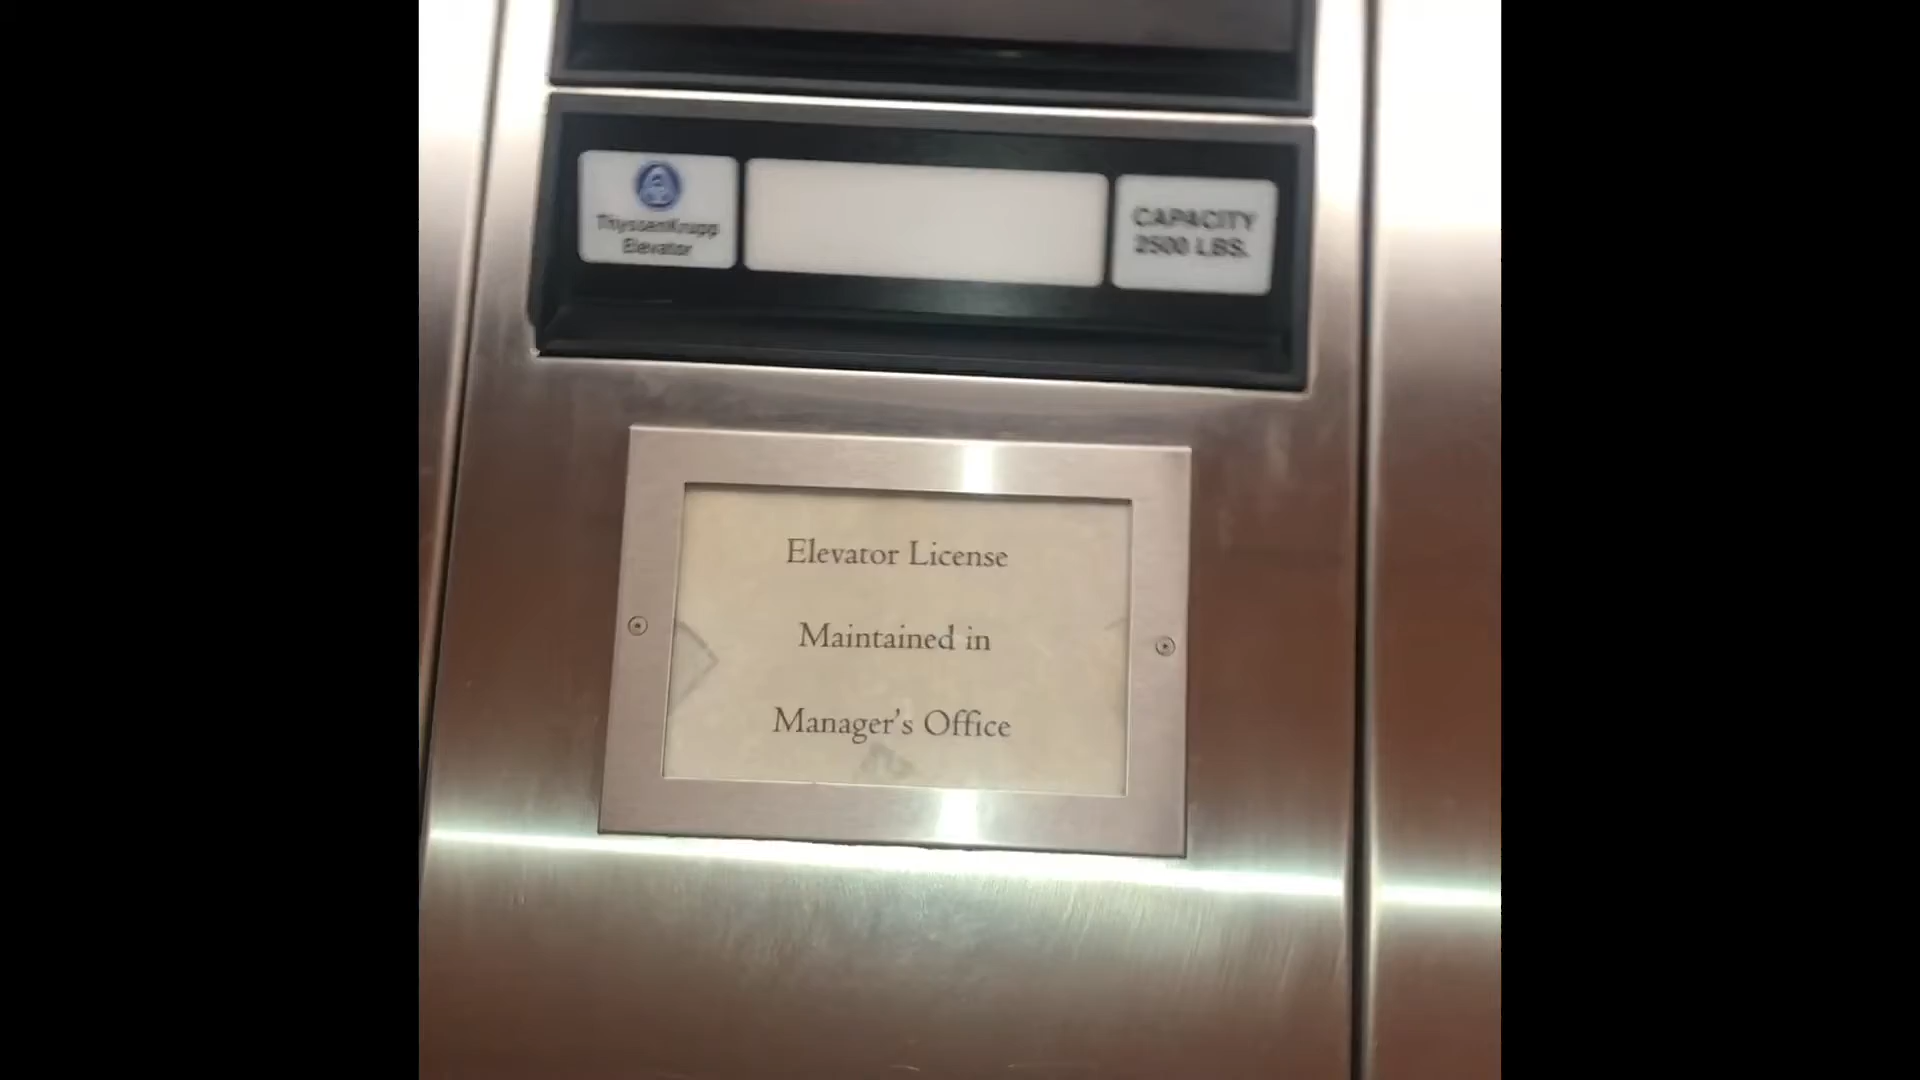 ThyssenKrupp
Elevator
CAPACITY
2500 LBS.
Elevator License
Maintained in
Manager's Office